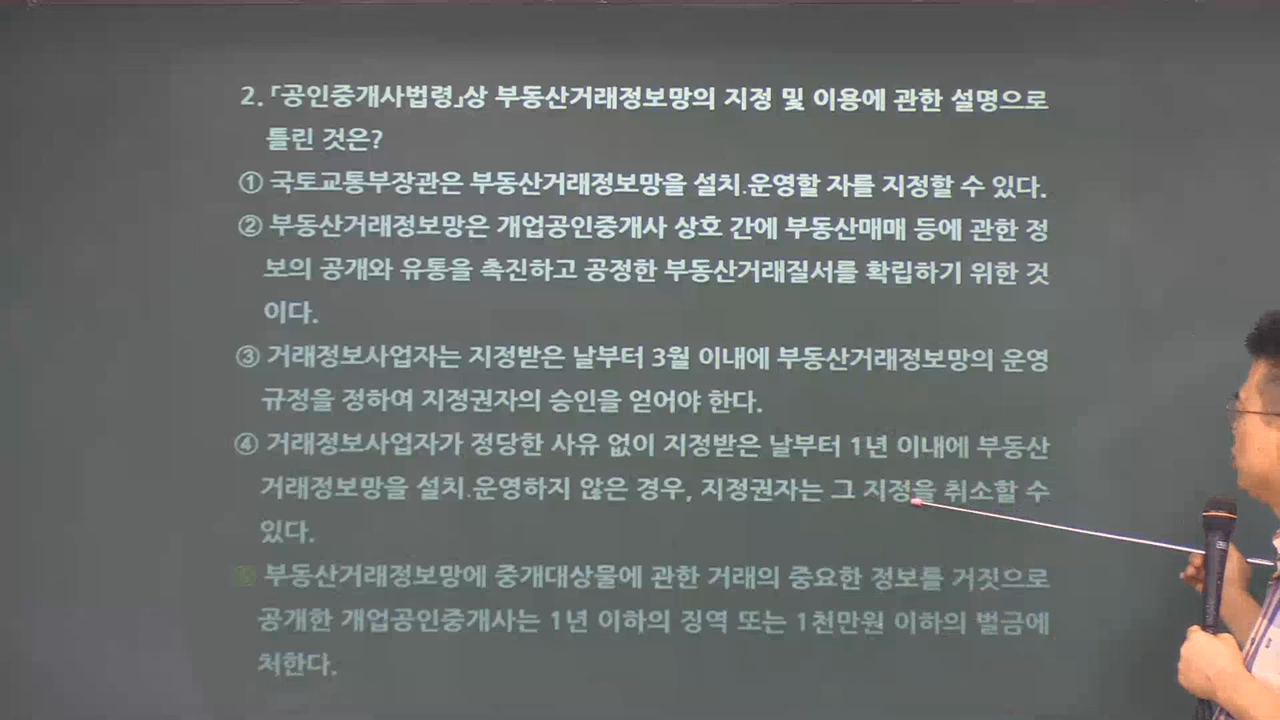 2. 「공인중개사법령」상 부동산거래정보망의 지정 및 이용에 관한 설명으로
틀린 것은?
① 국토교통부장관은 부동산거래정보망을 설치.운영할 자를 지정할 수 있다.
② 부동산거래정보망은 개업공인중개사 상호 간에 부동산매매 등에 관한 정
보의 공개와 유통을 촉진하고 공정한 부동산거래질서를 확립하기 위한 것
이다.
③ 거래정보사업자는 지정받은 날부터 3월 이내에 부동산거래정보망의 운영
규정을 정하여 지정권자의 승인을 얻어야 한다.
④ 거래정보사업자가 정당한 사유 없이 지정받은 날부터 1년 이내에 부동산
거래정보망을 설치.운영하지 않은 경우, 지정권자는 그 지정을 취소할 수
있다.
⑤ 부동산거래정보망에 중개대상물에 관한 거래의 중요한 정보를 거짓으로
공개한 개업공인중개사는 1년 이하의 징역 또는 1천만원 이하의 벌금에
처한다.